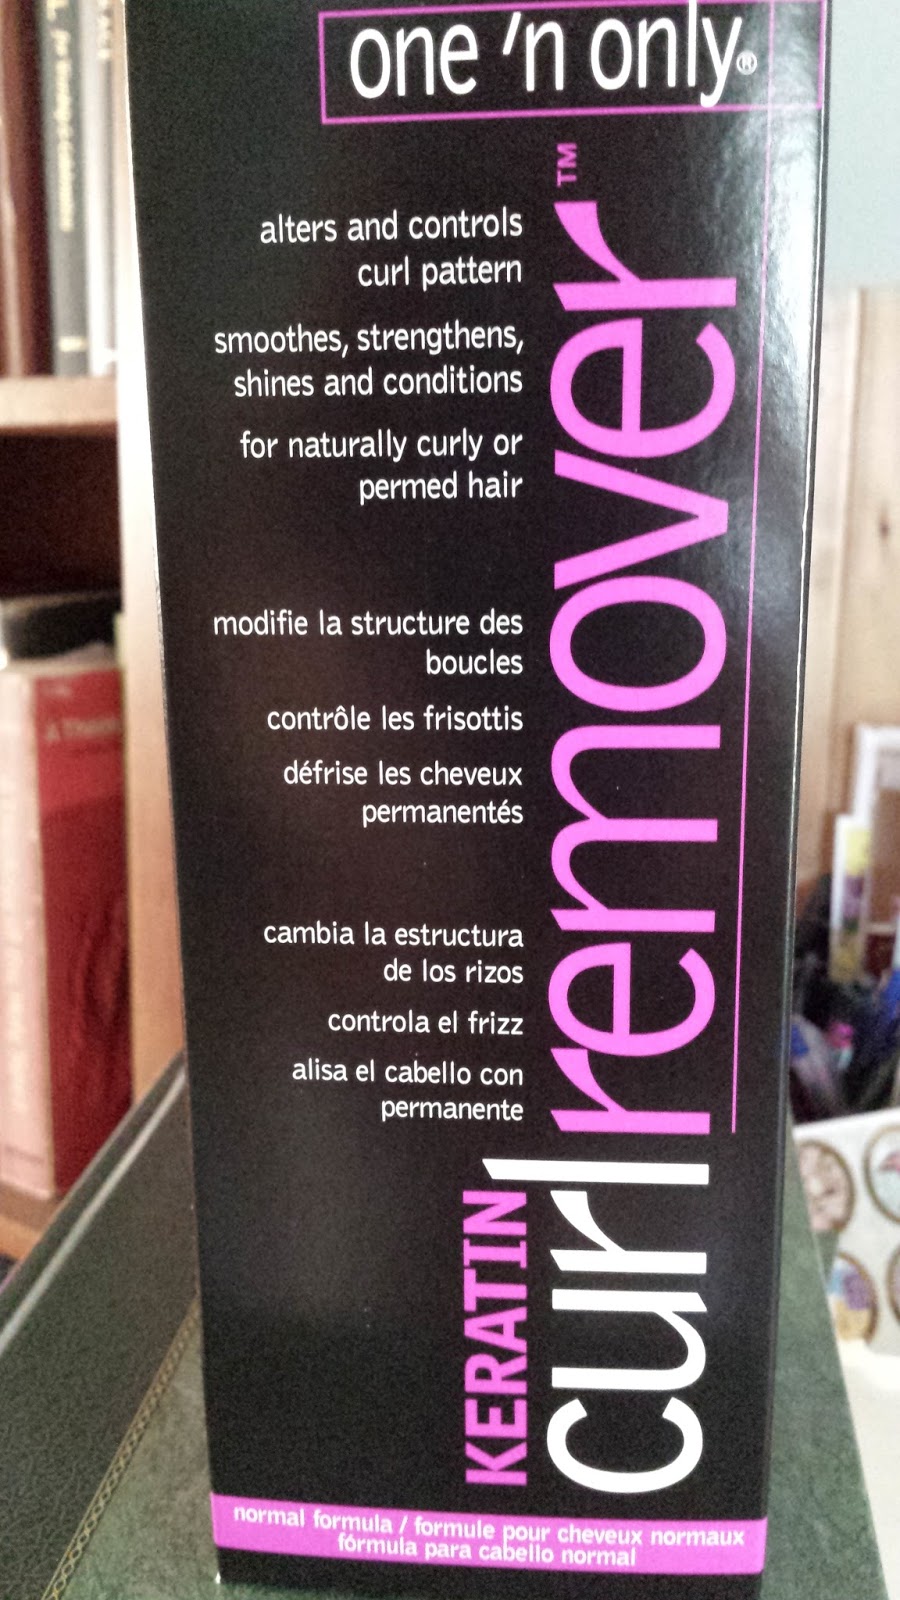 one 'n only®
alters and controls
curl pattern
smoothes, strengthens,
shines and conditions
for naturally curly or
permed hair
modifie la structure des
boucles
contrôle les frisottis
défrise les cheveux
permanentés
cambia la estructura
de los rizos
controla el frizz
alisa el cabello con
permanente
KERATIN
curl remover™
normal formula / formule pour cheveux normaux
fórmula para cabello normal